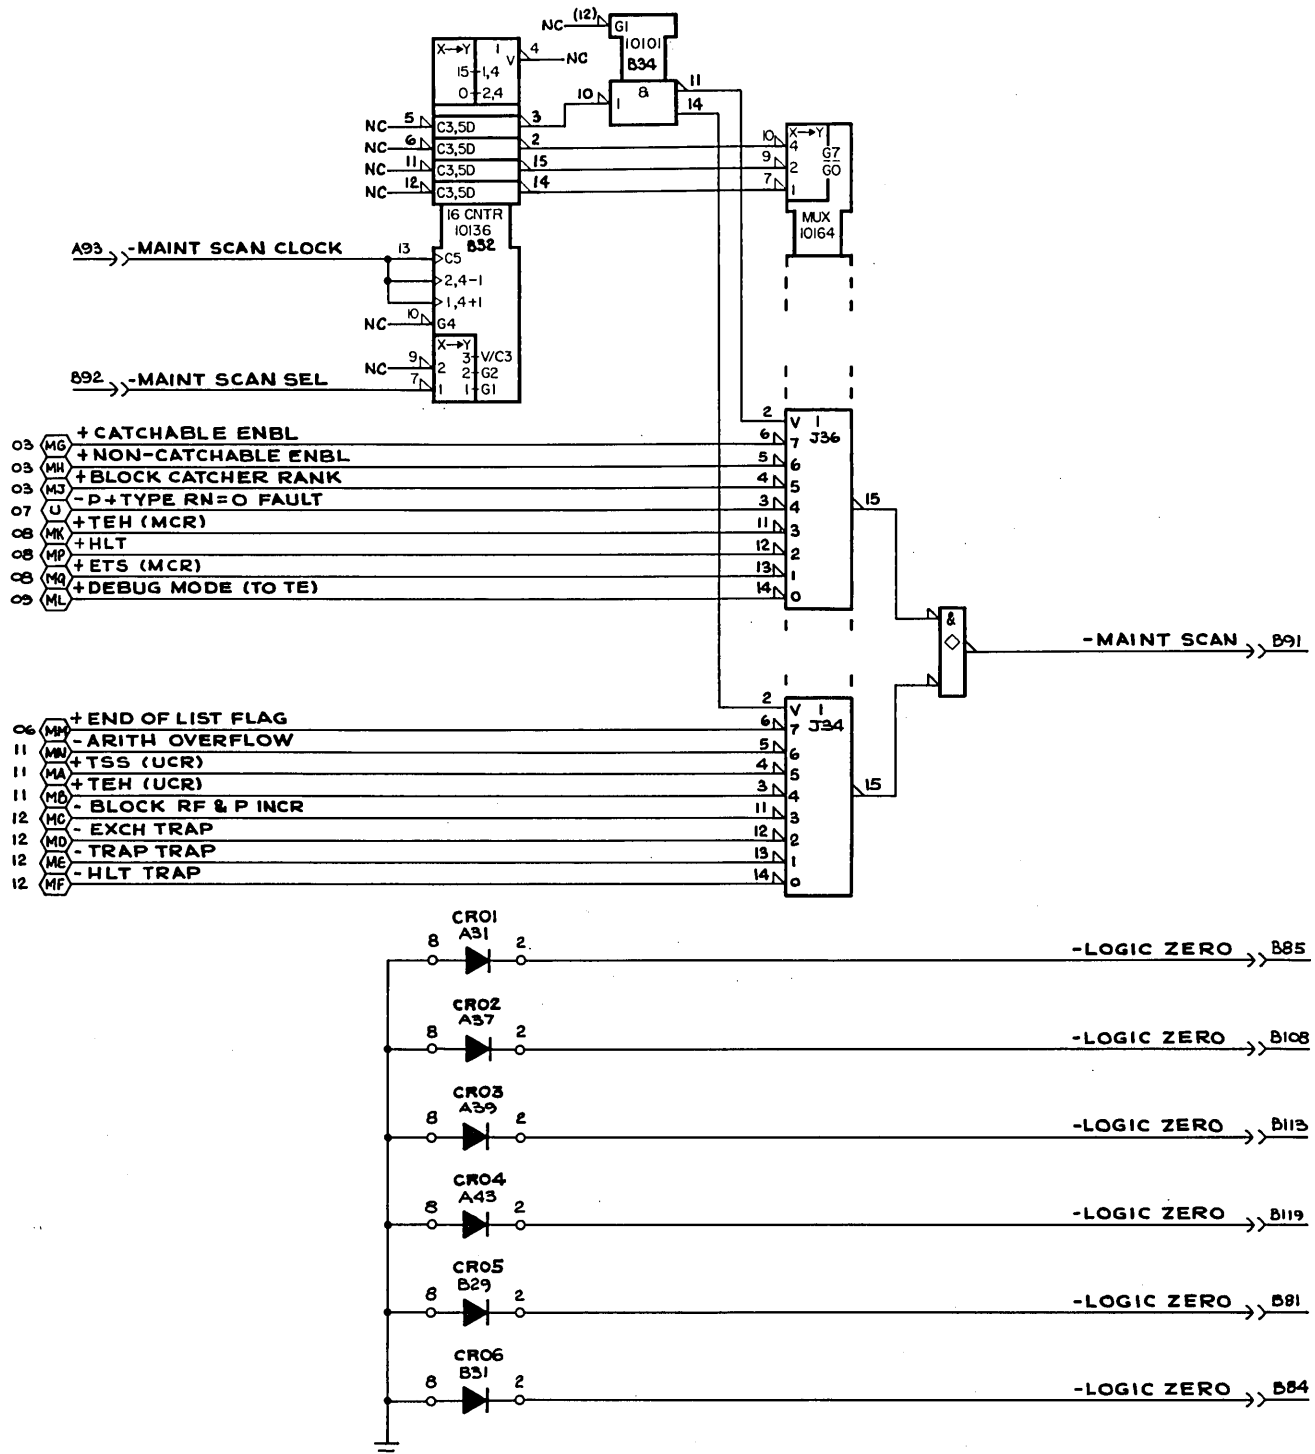 NC (12) G1
10101
B34
X→Y 1 4 NC
V
15 1,4
0 2,4
& 11
10 1 14
NC 5 C3,5D 3
NC 6 C3,5D 2
NC 11 C3,5D 15
NC 12 C3,5D 14
10 X→Y
4 G7
9 2 G0
7 1
MUX
10164
16 CNTR
10136
B32
A93 -MAINT SCAN CLOCK 13 C5
2,4-1
1,4+1
NC 10 G4
X→Y
NC 9 2 3 V/C3
2 G2
B92 -MAINT SCAN SEL 7 1 1 G1
2 V 1
J36
03 MG +CATCHABLE ENBL 6 7
03 MH +NON-CATCHABLE ENBL 5 6
03 MJ +BLOCK CATCHER RANK 4 5
07 U -P+TYPE RN=0 FAULT 3 4 15
08 MK +TEH (MCR) 11 3
08 MP +HLT 12 2
08 MQ +ETS (MCR) 13 1
09 ML +DEBUG MODE (TO TE) 14 0
&
-MAINT SCAN B91
2 V 1
J34
06 MM +END OF LIST FLAG 6 7
11 MN -ARITH OVERFLOW 5 6
11 MA +TSS (UCR) 4 5
11 MB +TEH (UCR) 3 4 15
12 MC -BLOCK RF & P INCR 11 3
12 MD -EXCH TRAP 12 2
12 ME -TRAP TRAP 13 1
12 MF -HLT TRAP 14 0
CR01
A31
8 2 -LOGIC ZERO B85
CR02
A37
8 2 -LOGIC ZERO B108
CR03
A39
8 2 -LOGIC ZERO B113
CR04
A43
8 2 -LOGIC ZERO B119
CR05
B29
8 2 -LOGIC ZERO B81
CR06
B31
8 2 -LOGIC ZERO B84